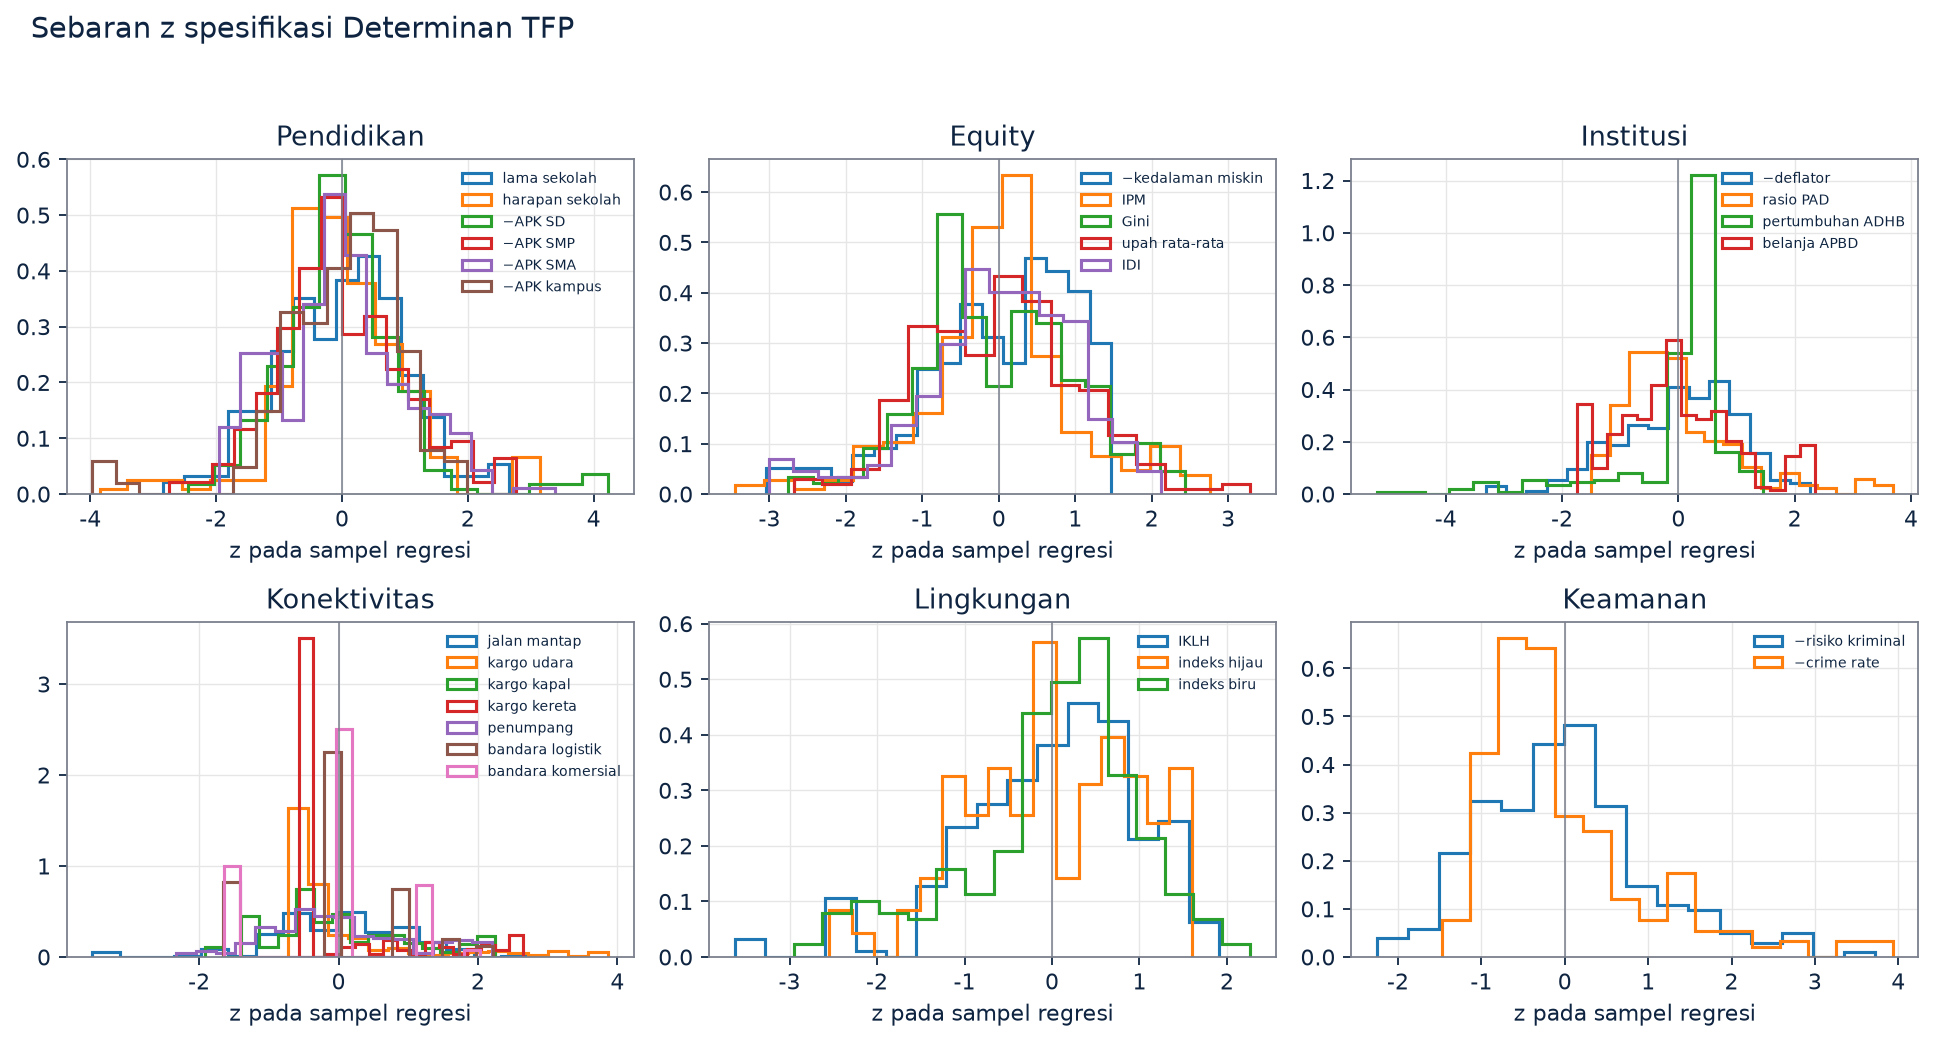 Sebaran z spesifikasi Determinan TFP
Pendidikan
0.6
0.5
0.4
0.3
0.2
0.1
0.0
-4
-2
0
2
4
z pada sampel regresi
lama sekolah
harapan sekolah
−APK SD
−APK SMP
−APK SMA
−APK kampus
Equity
0.6
0.5
0.4
0.3
0.2
0.1
0.0
-3
-2
-1
0
1
2
3
z pada sampel regresi
−kedalaman miskin
IPM
Gini
upah rata-rata
IDI
Institusi
1.2
1.0
0.8
0.6
0.4
0.2
0.0
-4
-2
0
2
4
z pada sampel regresi
−deflator
rasio PAD
pertumbuhan ADHB
belanja APBD
Konektivitas
3
2
1
0
-2
0
2
4
z pada sampel regresi
jalan mantap
kargo udara
kargo kapal
kargo kereta
penumpang
bandara logistik
bandara komersial
Lingkungan
0.6
0.5
0.4
0.3
0.2
0.1
0.0
-3
-2
-1
0
1
2
z pada sampel regresi
IKLH
indeks hijau
indeks biru
Keamanan
0.6
0.5
0.4
0.3
0.2
0.1
0.0
-2
-1
0
1
2
3
4
z pada sampel regresi
−risiko kriminal
−crime rate